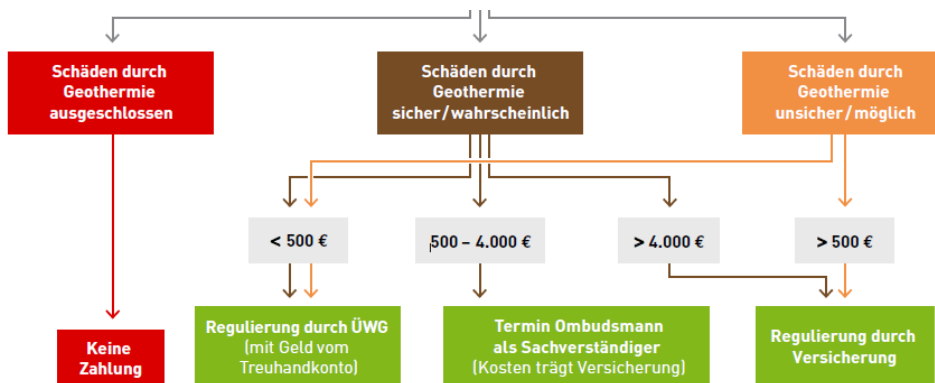 Schäden durch
Geothermie
ausgeschlossen
Schäden durch
Geothermie
sicher/wahrscheinlich
Schäden durch
Geothermie
unsicher/möglich
< 500 €
500 – 4.000 €
> 4.000 €
> 500 €
Keine
Zahlung
Regulierung durch ÜWG
(mit Geld vom
Treuhandkonto)
Termin Ombudsmann
als Sachverständiger
(Kosten trägt Versicherung)
Regulierung durch
Versicherung